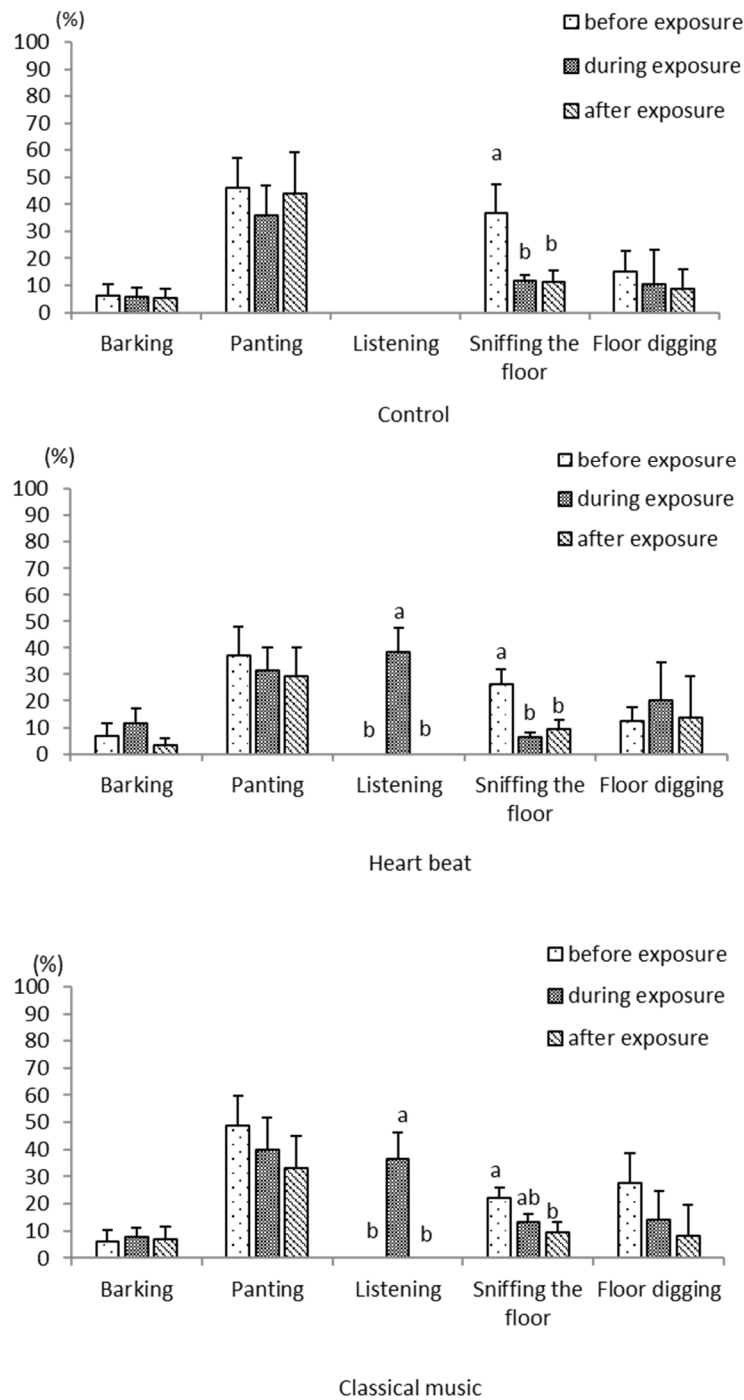 (%)
before exposure
during exposure
after exposure
100
90
80
70
60
50
40
30
20
10
0
a
b
b
Barking
Panting
Listening
Sniffing the
floor
Floor digging
Control
(%)
before exposure
during exposure
after exposure
100
90
80
70
60
50
40
30
20
10
0
b
a
b
a
b
b
Barking
Panting
Listening
Sniffing the
floor
Floor digging
Heart beat
(%)
before exposure
during exposure
after exposure
100
90
80
70
60
50
40
30
20
10
0
b
a
b
a
ab
b
Barking
Panting
Listening
Sniffing the
floor
Floor digging
Classical music